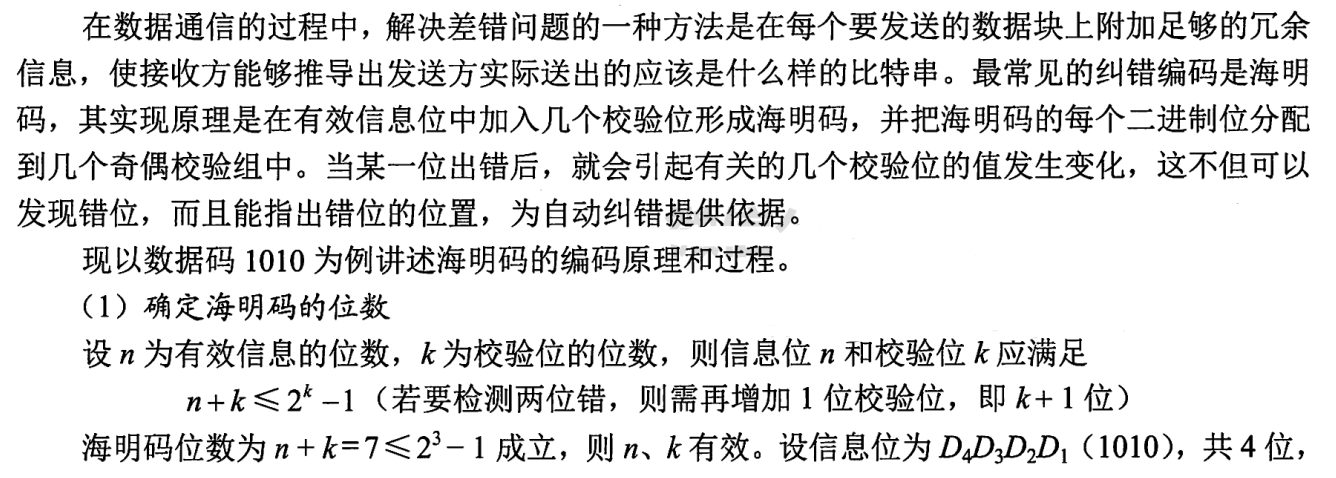 在数据通信的过程中，解决差错问题的一种方法是在每个要发送的数据块上附加足够的冗余
信息，使接收方能够推导出发送方实际送出的应该是什么样的比特串。最常见的纠错编码是海明
码，其实现原理是在有效信息位中加入几个校验位形成海明码，并把海明码的每个二进制位分配
到几个奇偶校验组中。当某一位出错后，就会引起有关的几个校验位的值发生变化，这不但可以
发现错位，而且能指出错位的位置，为自动纠错提供依据。
现以数据码 1010 为例讲述海明码的编码原理和过程。
（1）确定海明码的位数
设 n 为有效信息的位数，k 为校验位的位数，则信息位 n 和校验位 k 应满足
n+k≤2ᵏ −1（若要检测两位错，则需再增加 1 位校验位，即 k+1 位）
海明码位数为 n+k=7≤2³−1 成立，则 n、k 有效。设信息位为 D₄D₃D₂D₁（1010），共 4 位，